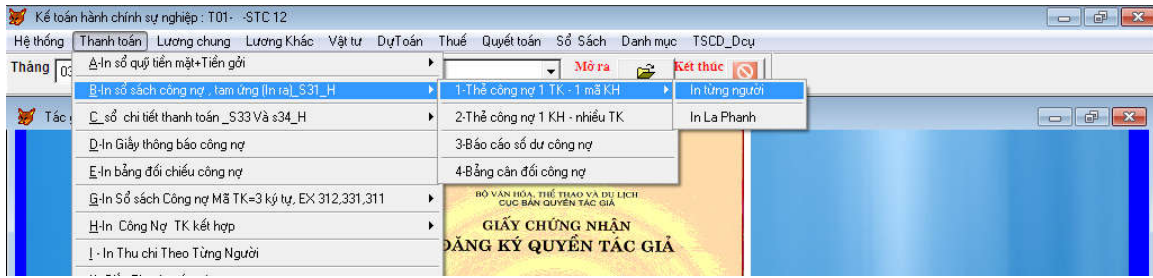 Kế toán hành chính sự nghiệp : T01- -STC 12
Hệ thống Thanh toán Lương chung Lương Khác Vật tư DựToán Thuế Quyết toán Sổ Sách Danh mục TSCD_Dcụ
Tháng 03 Mở ra Két thúc
A-In sổ quỹ tiền mặt+Tiền gởi
B-In sổ sách công nợ , tam ứng (In ra)_S31_H
C_sổ chi tiết thanh toán _S33 Và s34_H
D-In Giấy thông báo công nợ
E-In bảng đối chiếu công nợ
G-In Sổ sách Công nợ Mã TK=3 ký tự, EX 312,331,311
H-In Công Nợ TK kết hợp
I - In Thu chi Theo Từng Người
1-Thẻ công nợ 1 TK - 1 mã KH
2-Thẻ công nợ 1 KH - nhiều TK
3-Báo cáo số dư công nợ
4-Bảng cân đối công nợ
In từng người
In La Phanh
Tác
BỘ VĂN HÓA, THỂ THAO VÀ DU LỊCH
CỤC BẢN QUYỀN TÁC GIẢ
GIẤY CHỨNG NHẬN
ĐĂNG KÝ QUYỀN TÁC GIẢ